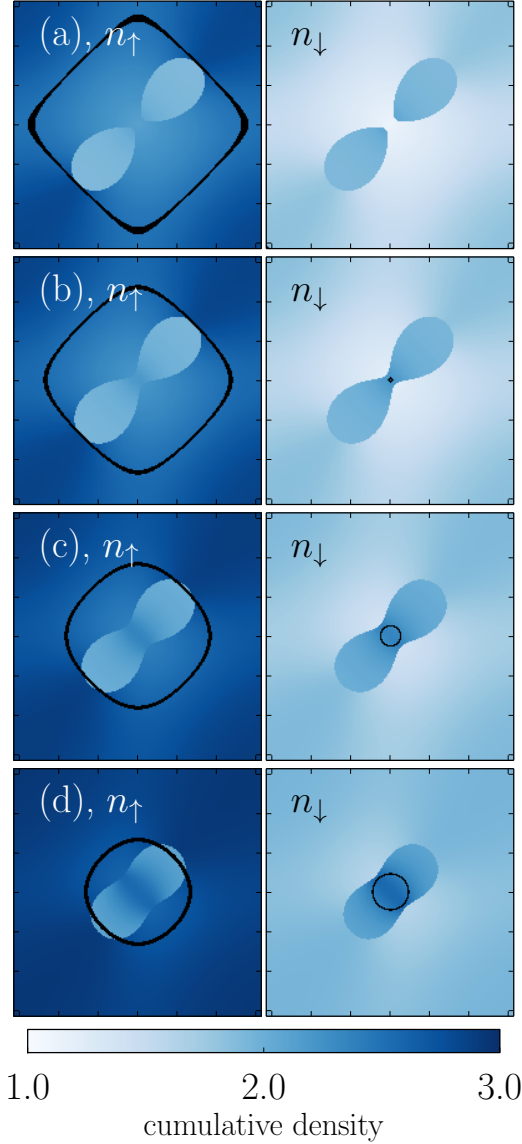 (a), n↑ n↓
(b), n↑ n↓
(c), n↑ n↓
(d), n↑ n↓
1.0 2.0 3.0
cumulative density